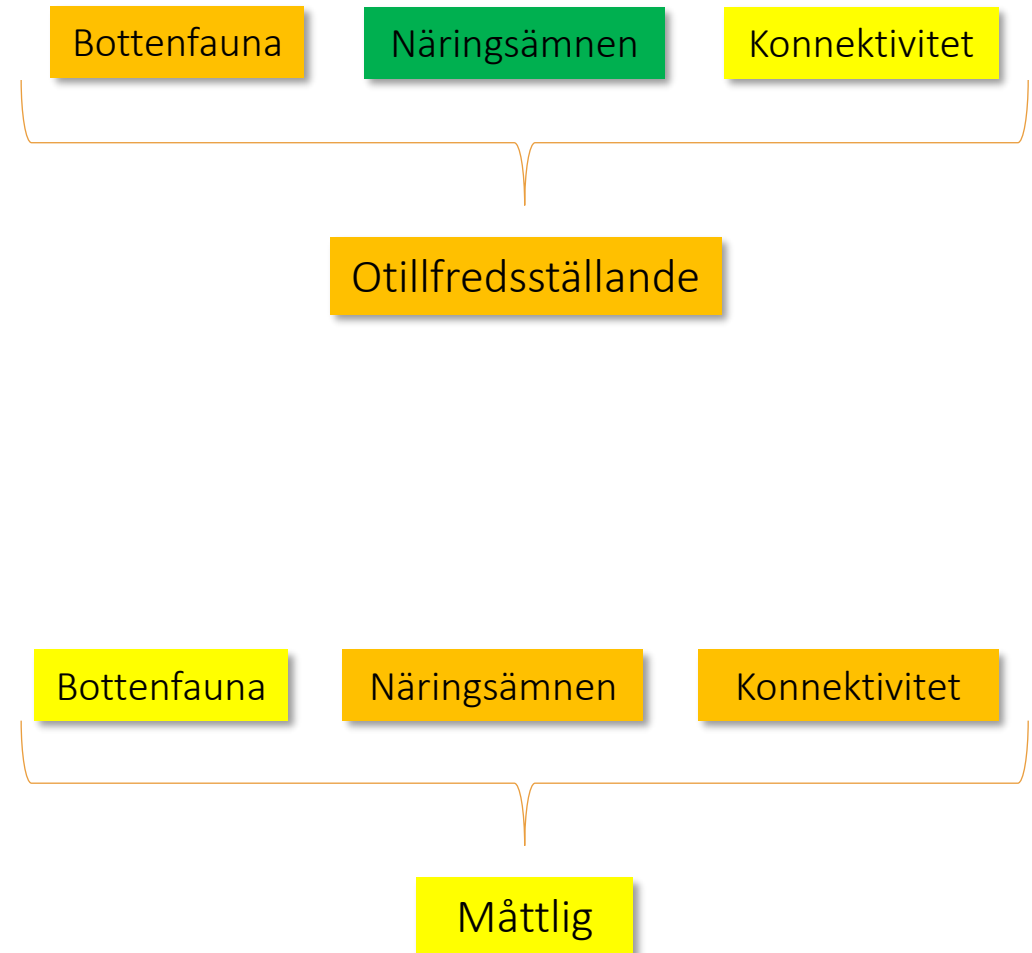 Bottenfauna Näringsämnen Konnektivitet
Otillfredsställande
Bottenfauna Näringsämnen Konnektivitet
Måttlig